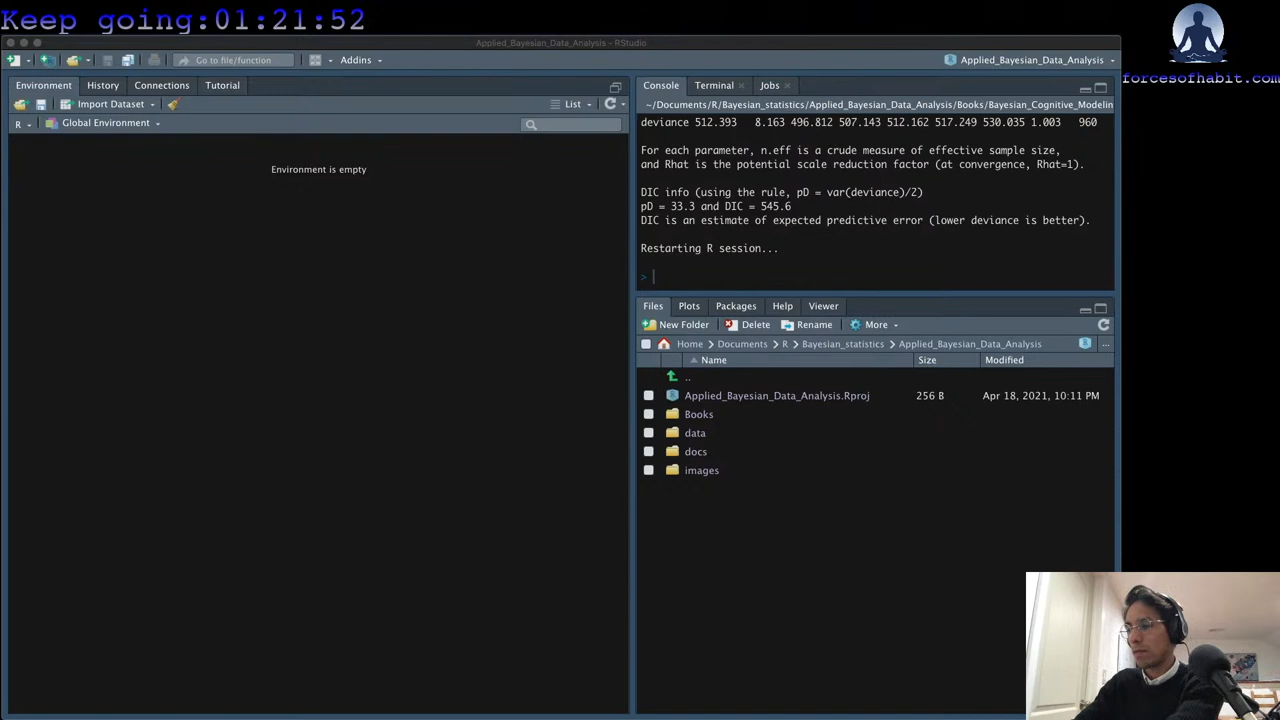 Keep going:01:21:52
forcesofhabit.com
Applied_Bayesian_Data_Analysis - RStudio
Go to file/function
Addins
Applied_Bayesian_Data_Analysis
Environment
History
Connections
Tutorial
Import Dataset
List
R
Global Environment
Environment is empty
Console
Terminal
Jobs
~/Documents/R/Bayesian_statistics/Applied_Bayesian_Data_Analysis/Books/Bayesian_Cognitive_Modelin
deviance 512.393 8.163 496.812 507.143 512.162 517.249 530.035 1.003 960
For each parameter, n.eff is a crude measure of effective sample size,
and Rhat is the potential scale reduction factor (at convergence, Rhat=1).
DIC info (using the rule, pD = var(deviance)/2)
pD = 33.3 and DIC = 545.6
DIC is an estimate of expected predictive error (lower deviance is better).
Restarting R session...
>
Files
Plots
Packages
Help
Viewer
New Folder
Delete
Rename
More
Home
Documents
R
Bayesian_statistics
Applied_Bayesian_Data_Analysis
...
Name
Size
Modified
..
Applied_Bayesian_Data_Analysis.Rproj
256 B
Apr 18, 2021, 10:11 PM
Books
data
docs
images